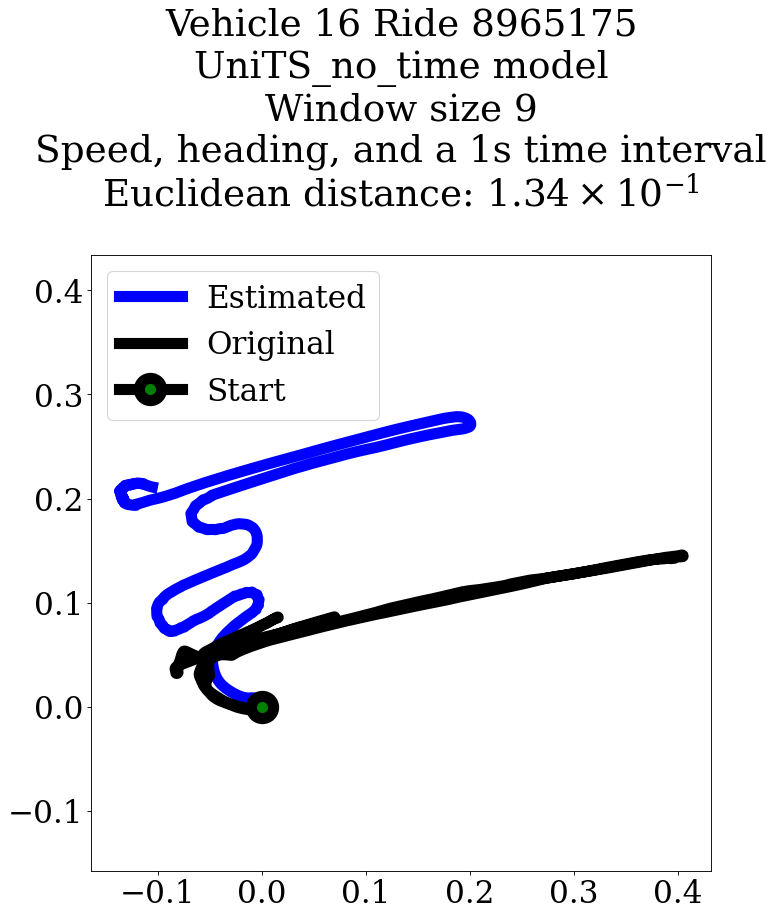 Vehicle 16 Ride 8965175
UniTS_no_time model
Window size 9
Speed, heading, and a 1s time interval
Euclidean distance: 1.34 × 10⁻¹
Estimated
Original
Start
0.4
0.3
0.2
0.1
0.0
−0.1
−0.1 0.0 0.1 0.2 0.3 0.4